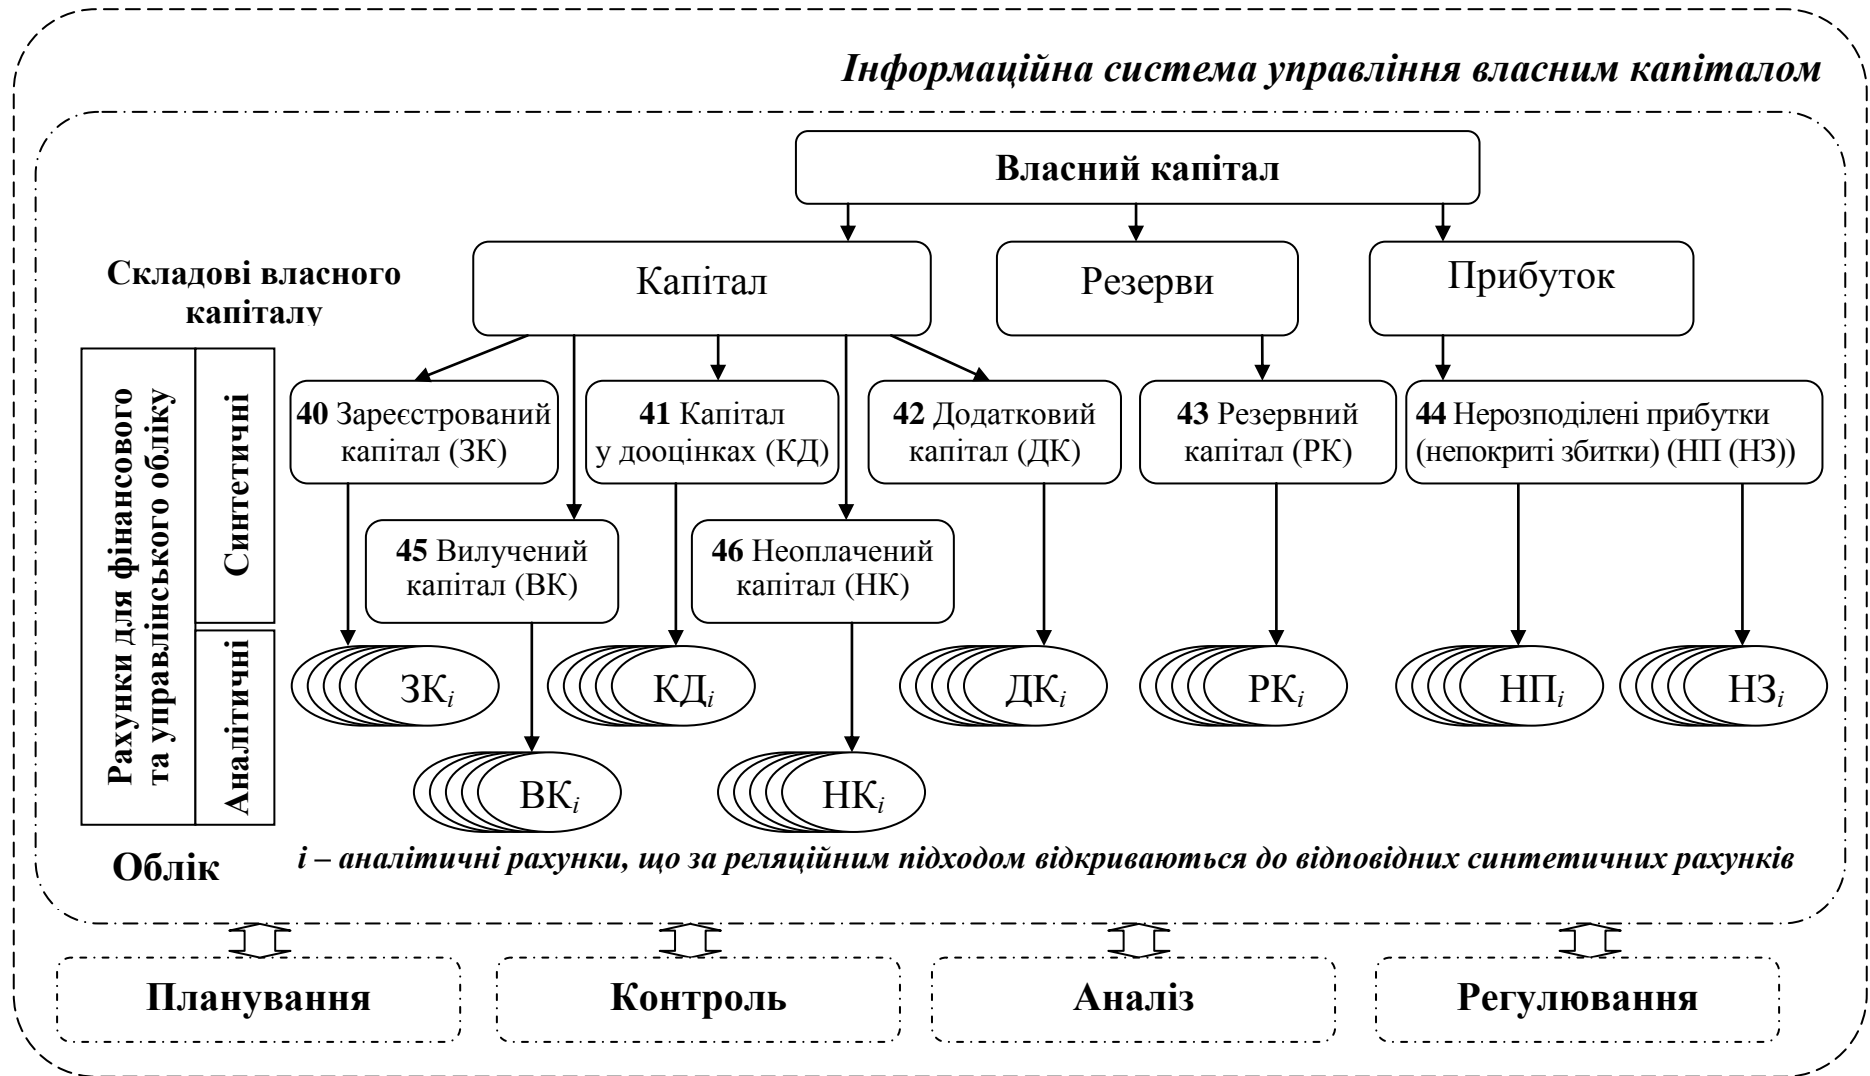 Інформаційна система управління власним капіталом
Власний капітал
Складові власного
капіталу
Капітал
Резерви
Прибуток
Рахунки для фінансового
та управлінського обліку
Синтетичні
Аналітичні
40 Зареєстрований
капітал (ЗК)
41 Капітал
у дооцінках (КД)
42 Додатковий
капітал (ДК)
43 Резервний
капітал (РК)
44 Нерозподілені прибутки
(непокриті збитки) (НП (НЗ))
45 Вилучений
капітал (ВК)
46 Неоплачений
капітал (НК)
ЗКi
КДi
ДКi
РКi
НПi
НЗi
ВКi
НКi
Облік
i – аналітичні рахунки, що за реляційним підходом відкриваються до відповідних синтетичних рахунків
Планування
Контроль
Аналіз
Регулювання